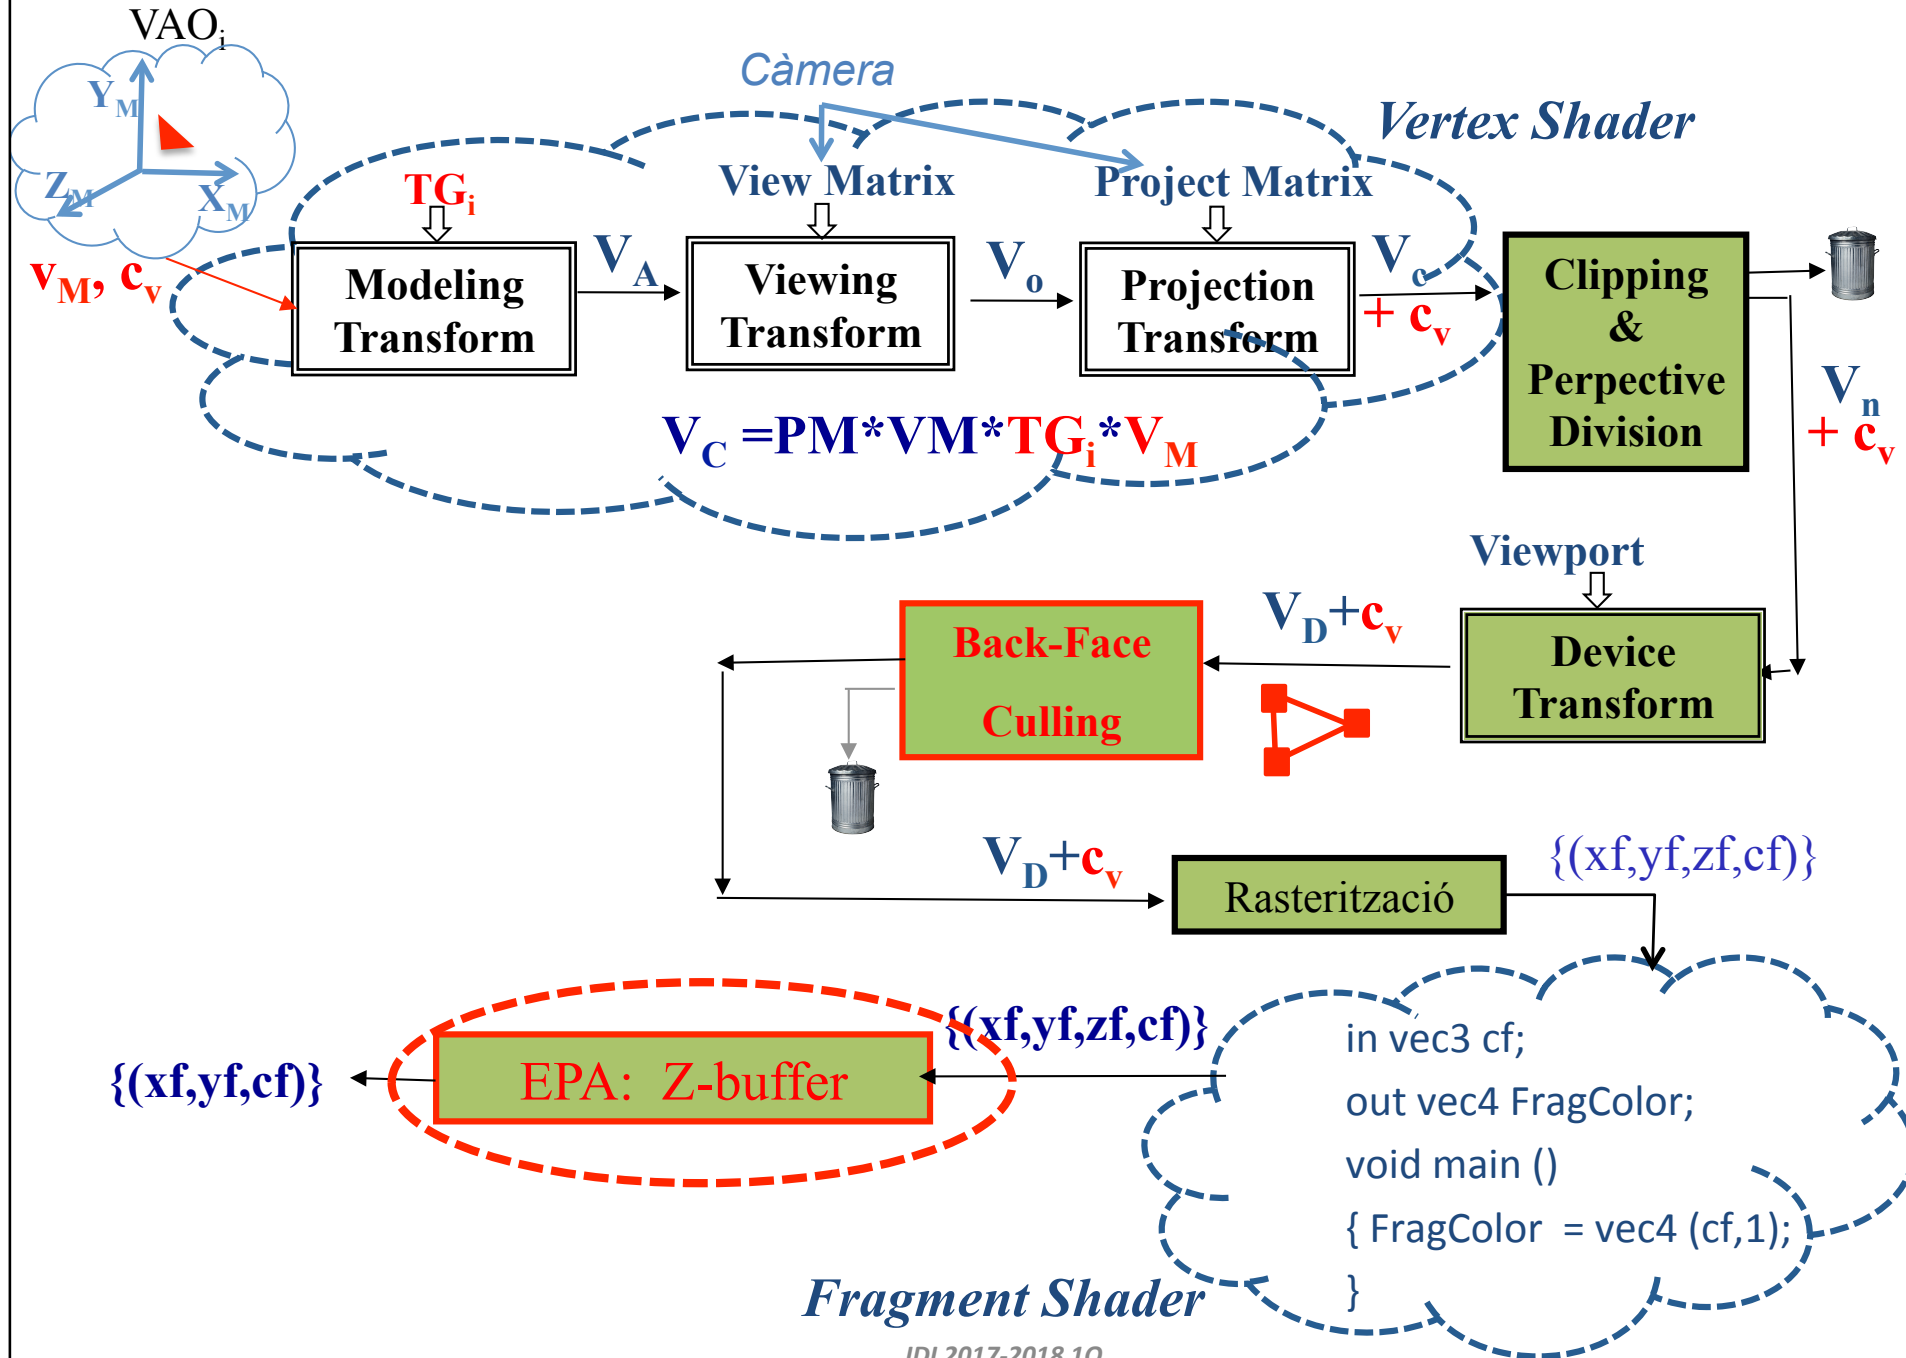 VAOi
Càmera
Vertex Shader
YM
ZM
XM
TGi
View Matrix
Project Matrix
vM, cv
Modeling
Transform
VA
Viewing
Transform
Vo
Projection
Transform
Vc
+ cv
Clipping
&
Perpective
Division
Vn
+ cv
VC =PM*VM*TGi*VM
Viewport
Device
Transform
VD+cv
Back-Face
Culling
VD+cv
Rasterització
{(xf,yf,zf,cf)}
in vec3 cf;
out vec4 FragColor;
void main ()
{ FragColor = vec4 (cf,1);
}
Fragment Shader
{(xf,yf,zf,cf)}
EPA: Z-buffer
{(xf,yf,cf)}
IDI 2017-2018 1Q